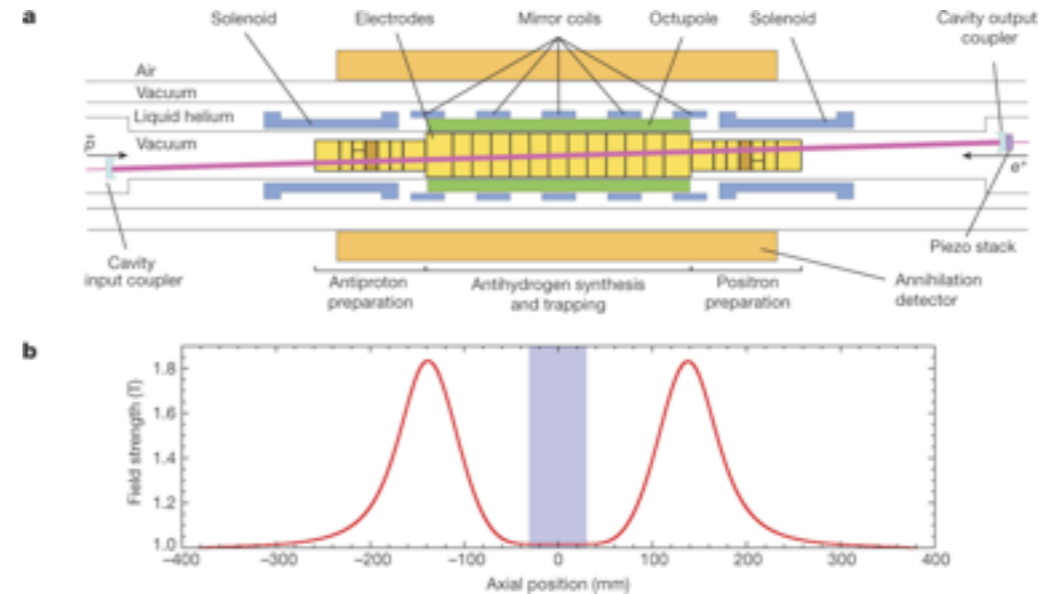 a
Solenoid
Electrodes
Mirror coils
Octupole
Solenoid
Cavity output
coupler
Air
Vacuum
Liquid helium
p̄
Vacuum
e⁺
Cavity
input coupler
Piezo stack
Annihilation
detector
Antiproton
preparation
Antihydrogen synthesis
and trapping
Positron
preparation
b
Field strength (T)
1.8
1.6
1.4
1.2
1.0
−400
−300
−200
−100
0
100
200
300
400
Axial position (mm)